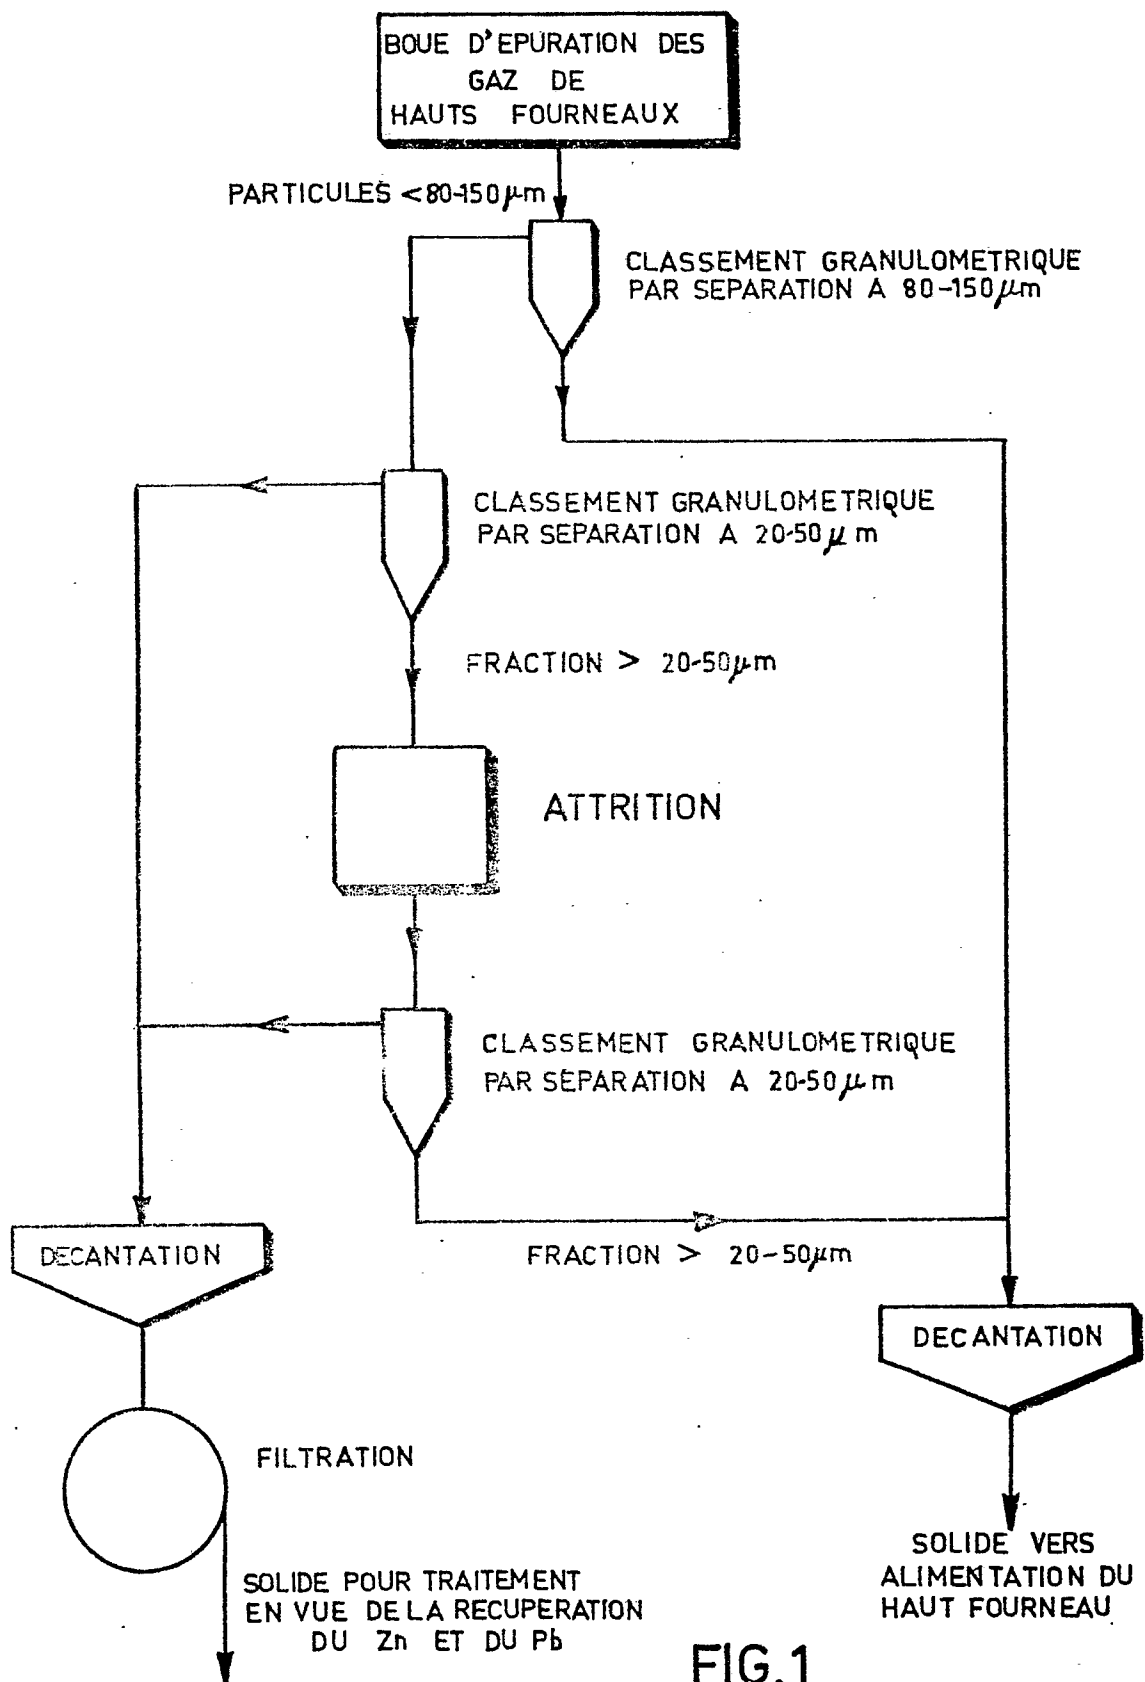 BOUE D'EPURATION DES
GAZ DE
HAUTS FOURNEAUX
PARTICULES <80-150µm
CLASSEMENT GRANULOMETRIQUE
PAR SEPARATION A 80-150µm
CLASSEMENT GRANULOMETRIQUE
PAR SEPARATION A 20-50µm
FRACTION > 20-50µm
ATTRITION
CLASSEMENT GRANULOMETRIQUE
PAR SEPARATION A 20-50µm
DECANTATION
FRACTION > 20-50µm
DECANTATION
FILTRATION
SOLIDE VERS
ALIMENTATION DU
HAUT FOURNEAU
SOLIDE POUR TRAITEMENT
EN VUE DE LA RECUPERATION
DU Zn ET DU Pb
FIG.1